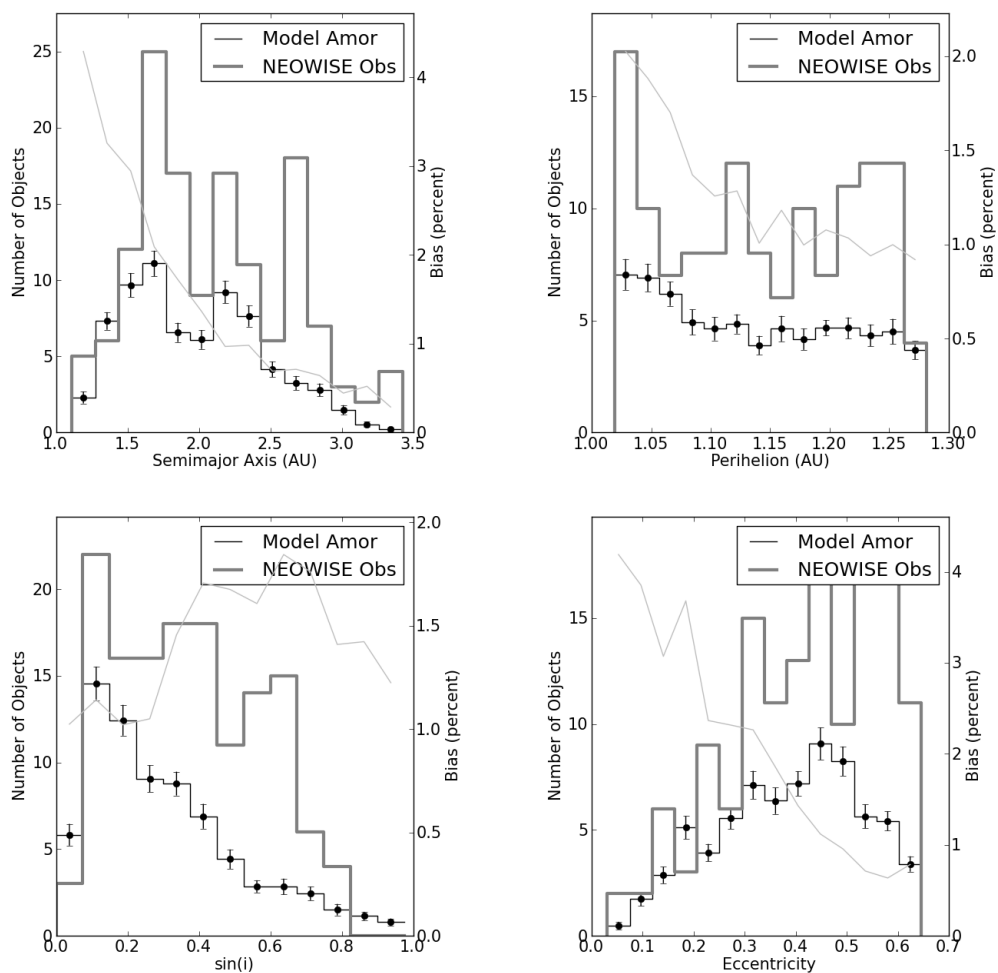 Model Amor
NEOWISE Obs
Number of Objects
Bias (percent)
25
20
15
10
5
0
4
3
2
1
0
1.0 1.5 2.0 2.5 3.0 3.5
Semimajor Axis (AU)
Model Amor
NEOWISE Obs
Number of Objects
Bias (percent)
15
10
5
0
2.0
1.5
1.0
0.5
0.0
1.00 1.05 1.10 1.15 1.20 1.25 1.30
Perihelion (AU)
Model Amor
NEOWISE Obs
Number of Objects
Bias (percent)
20
15
10
5
0
2.0
1.5
1.0
0.5
0.0
0.0 0.2 0.4 0.6 0.8 1.0
sin(i)
Model Amor
NEOWISE Obs
Number of Objects
Bias (percent)
15
10
5
0
4
3
2
1
0
0.0 0.1 0.2 0.3 0.4 0.5 0.6 0.7
Eccentricity